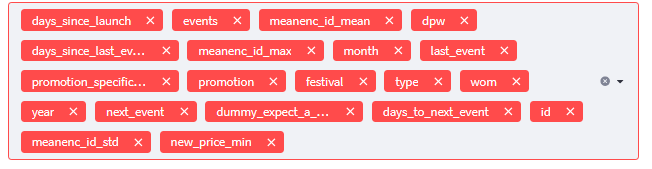 days_since_launch × events × meanenc_id_mean × dpw ×
days_since_last_ev... × meanenc_id_max × month × last_event ×
promotion_specific... × promotion × festival × type × wom ×
year × next_event × dummy_expect_a_... × days_to_next_event × id ×
meanenc_id_std × new_price_min ×